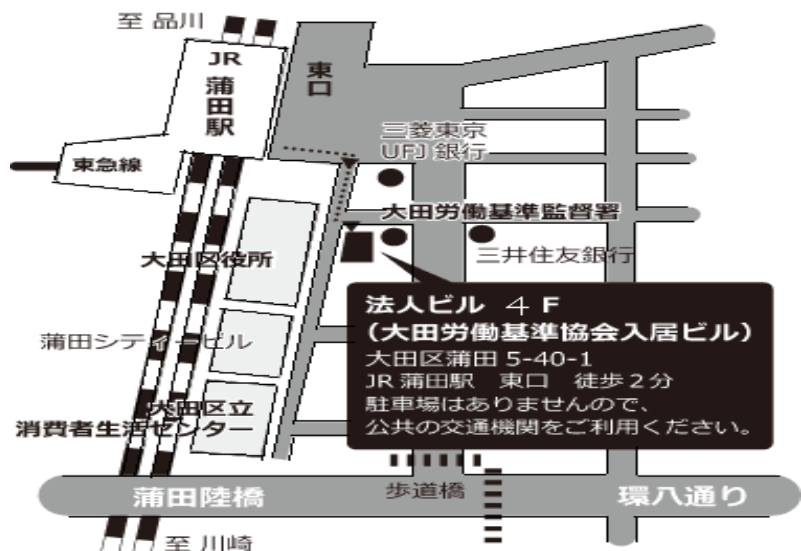 至 品川
JR
蒲田駅
東口
東急線
三菱東京
UFJ 銀行
大田労働基準監督署
三井住友銀行
大田区役所
蒲田シティービル
大田区立
消費者生活センター
法人ビル 4 F
(大田労働基準協会入居ビル)
大田区蒲田 5-40-1
JR 蒲田駅 東口 徒歩 2 分
駐車場はありませんので、
公共の交通機関をご利用ください。
蒲田陸橋
歩道橋
環八通り
至 川崎